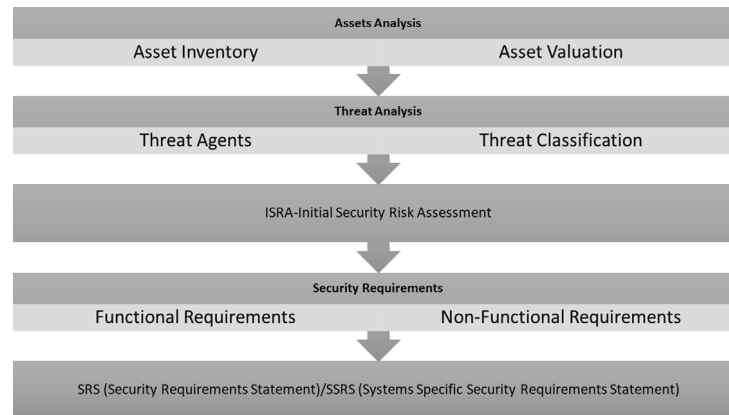 Assets Analysis
Asset Inventory
Asset Valuation
Threat Analysis
Threat Agents
Threat Classification
ISRA-Initial Security Risk Assessment
Security Requirements
Functional Requirements
Non-Functional Requirements
SRS (Security Requirements Statement)/SSRS (Systems Specific Security Requirements Statement)